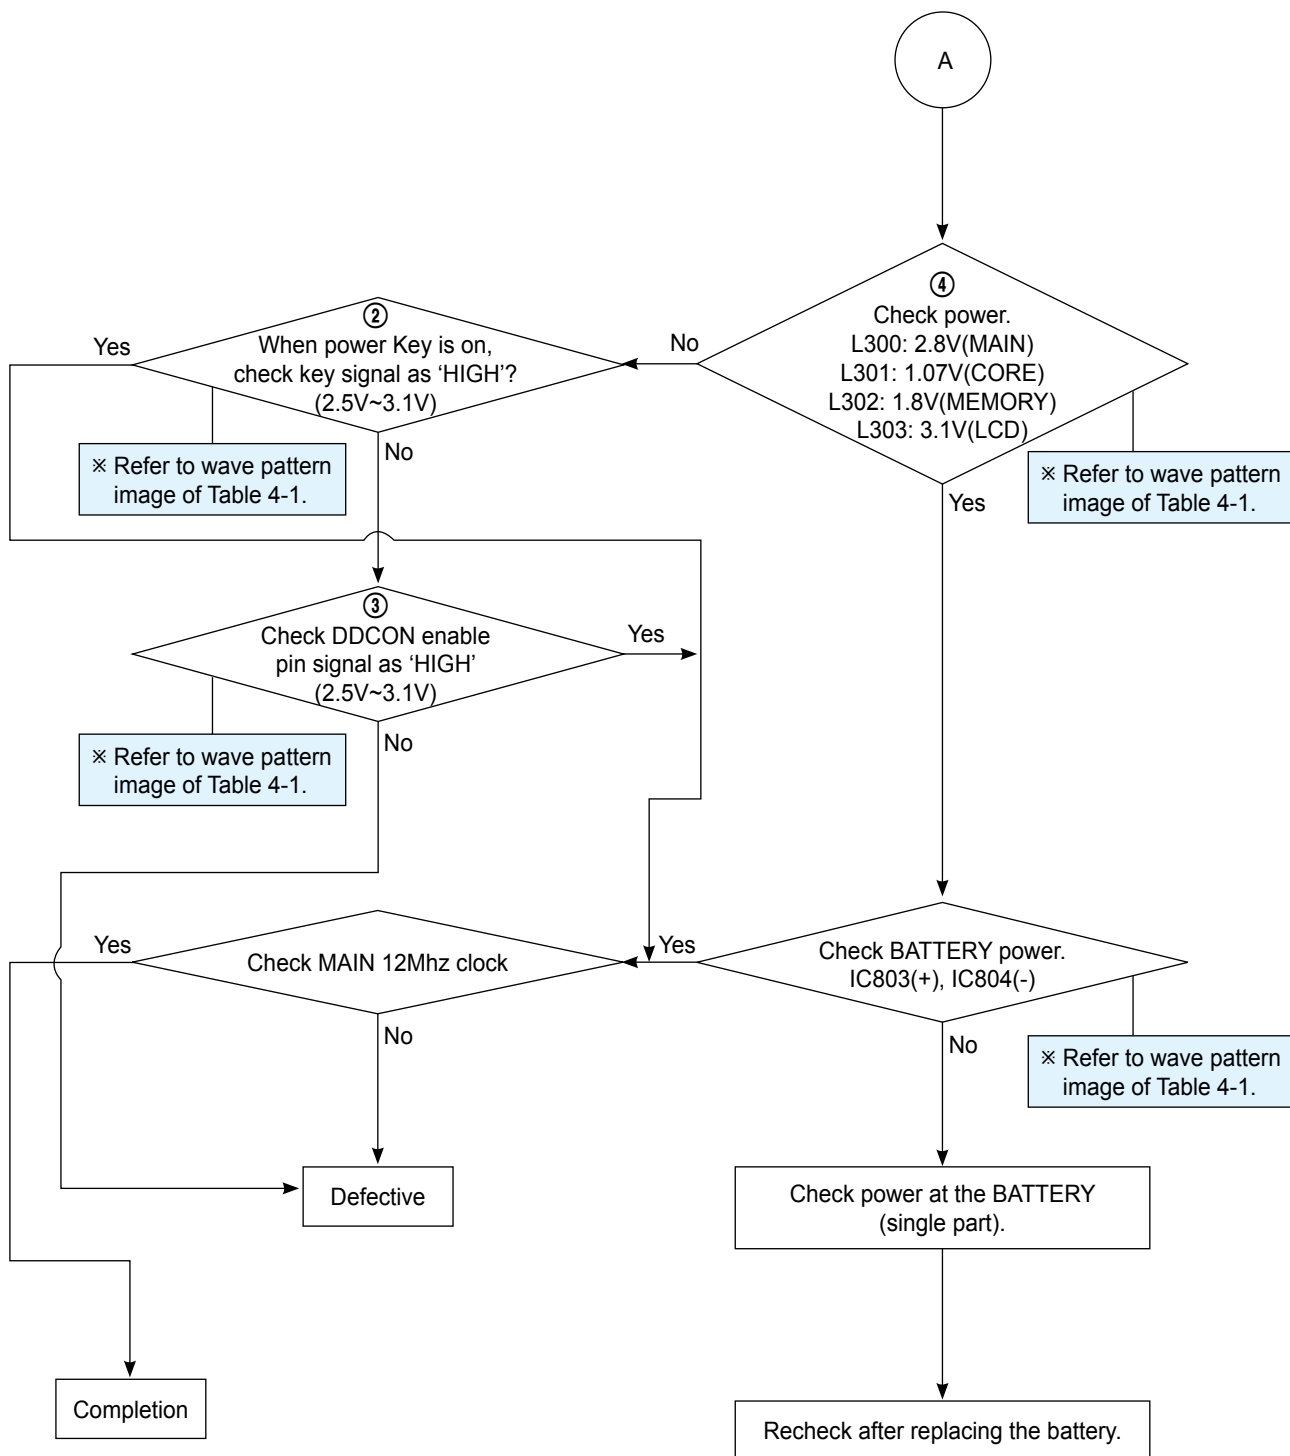 A
④
Check power.
L300: 2.8V(MAIN)
L301: 1.07V(CORE)
L302: 1.8V(MEMORY)
L303: 3.1V(LCD)
No
Yes
※ Refer to wave pattern
image of Table 4-1.
②
When power Key is on,
check key signal as ‘HIGH’?
(2.5V~3.1V)
Yes
No
※ Refer to wave pattern
image of Table 4-1.
③
Check DDCON enable
pin signal as ‘HIGH’
(2.5V~3.1V)
Yes
No
※ Refer to wave pattern
image of Table 4-1.
Check BATTERY power.
IC803(+), IC804(-)
Yes
No
※ Refer to wave pattern
image of Table 4-1.
Check MAIN 12Mhz clock
Yes
No
Defective
Check power at the BATTERY
(single part).
Completion
Recheck after replacing the battery.